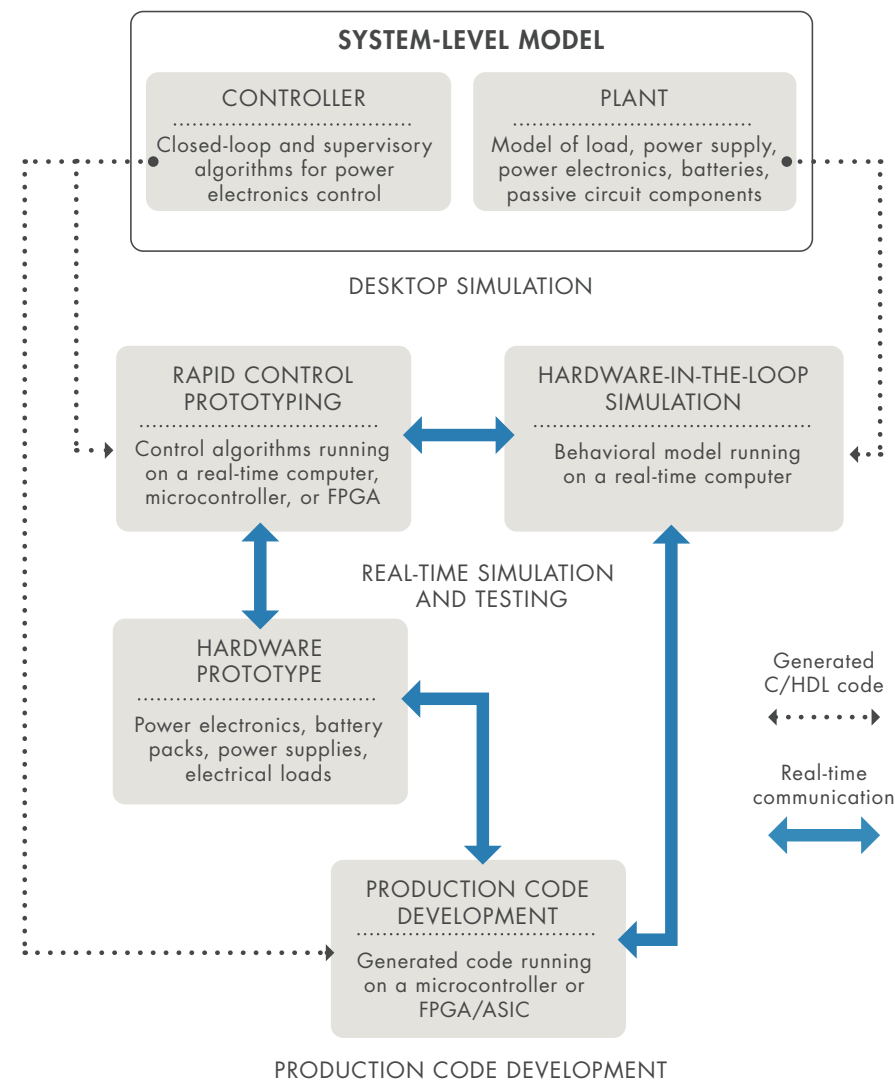 SYSTEM-LEVEL MODEL
CONTROLLER
Closed-loop and supervisory
algorithms for power
electronics control
PLANT
Model of load, power supply,
power electronics, batteries,
passive circuit components
DESKTOP SIMULATION
RAPID CONTROL
PROTOTYPING
Control algorithms running
on a real-time computer,
microcontroller, or FPGA
HARDWARE-IN-THE-LOOP
SIMULATION
Behavioral model running
on a real-time computer
REAL-TIME SIMULATION
AND TESTING
HARDWARE
PROTOTYPE
Power electronics, battery
packs, power supplies,
electrical loads
Generated
C/HDL code
Real-time
communication
PRODUCTION CODE
DEVELOPMENT
Generated code running
on a microcontroller or
FPGA/ASIC
PRODUCTION CODE DEVELOPMENT